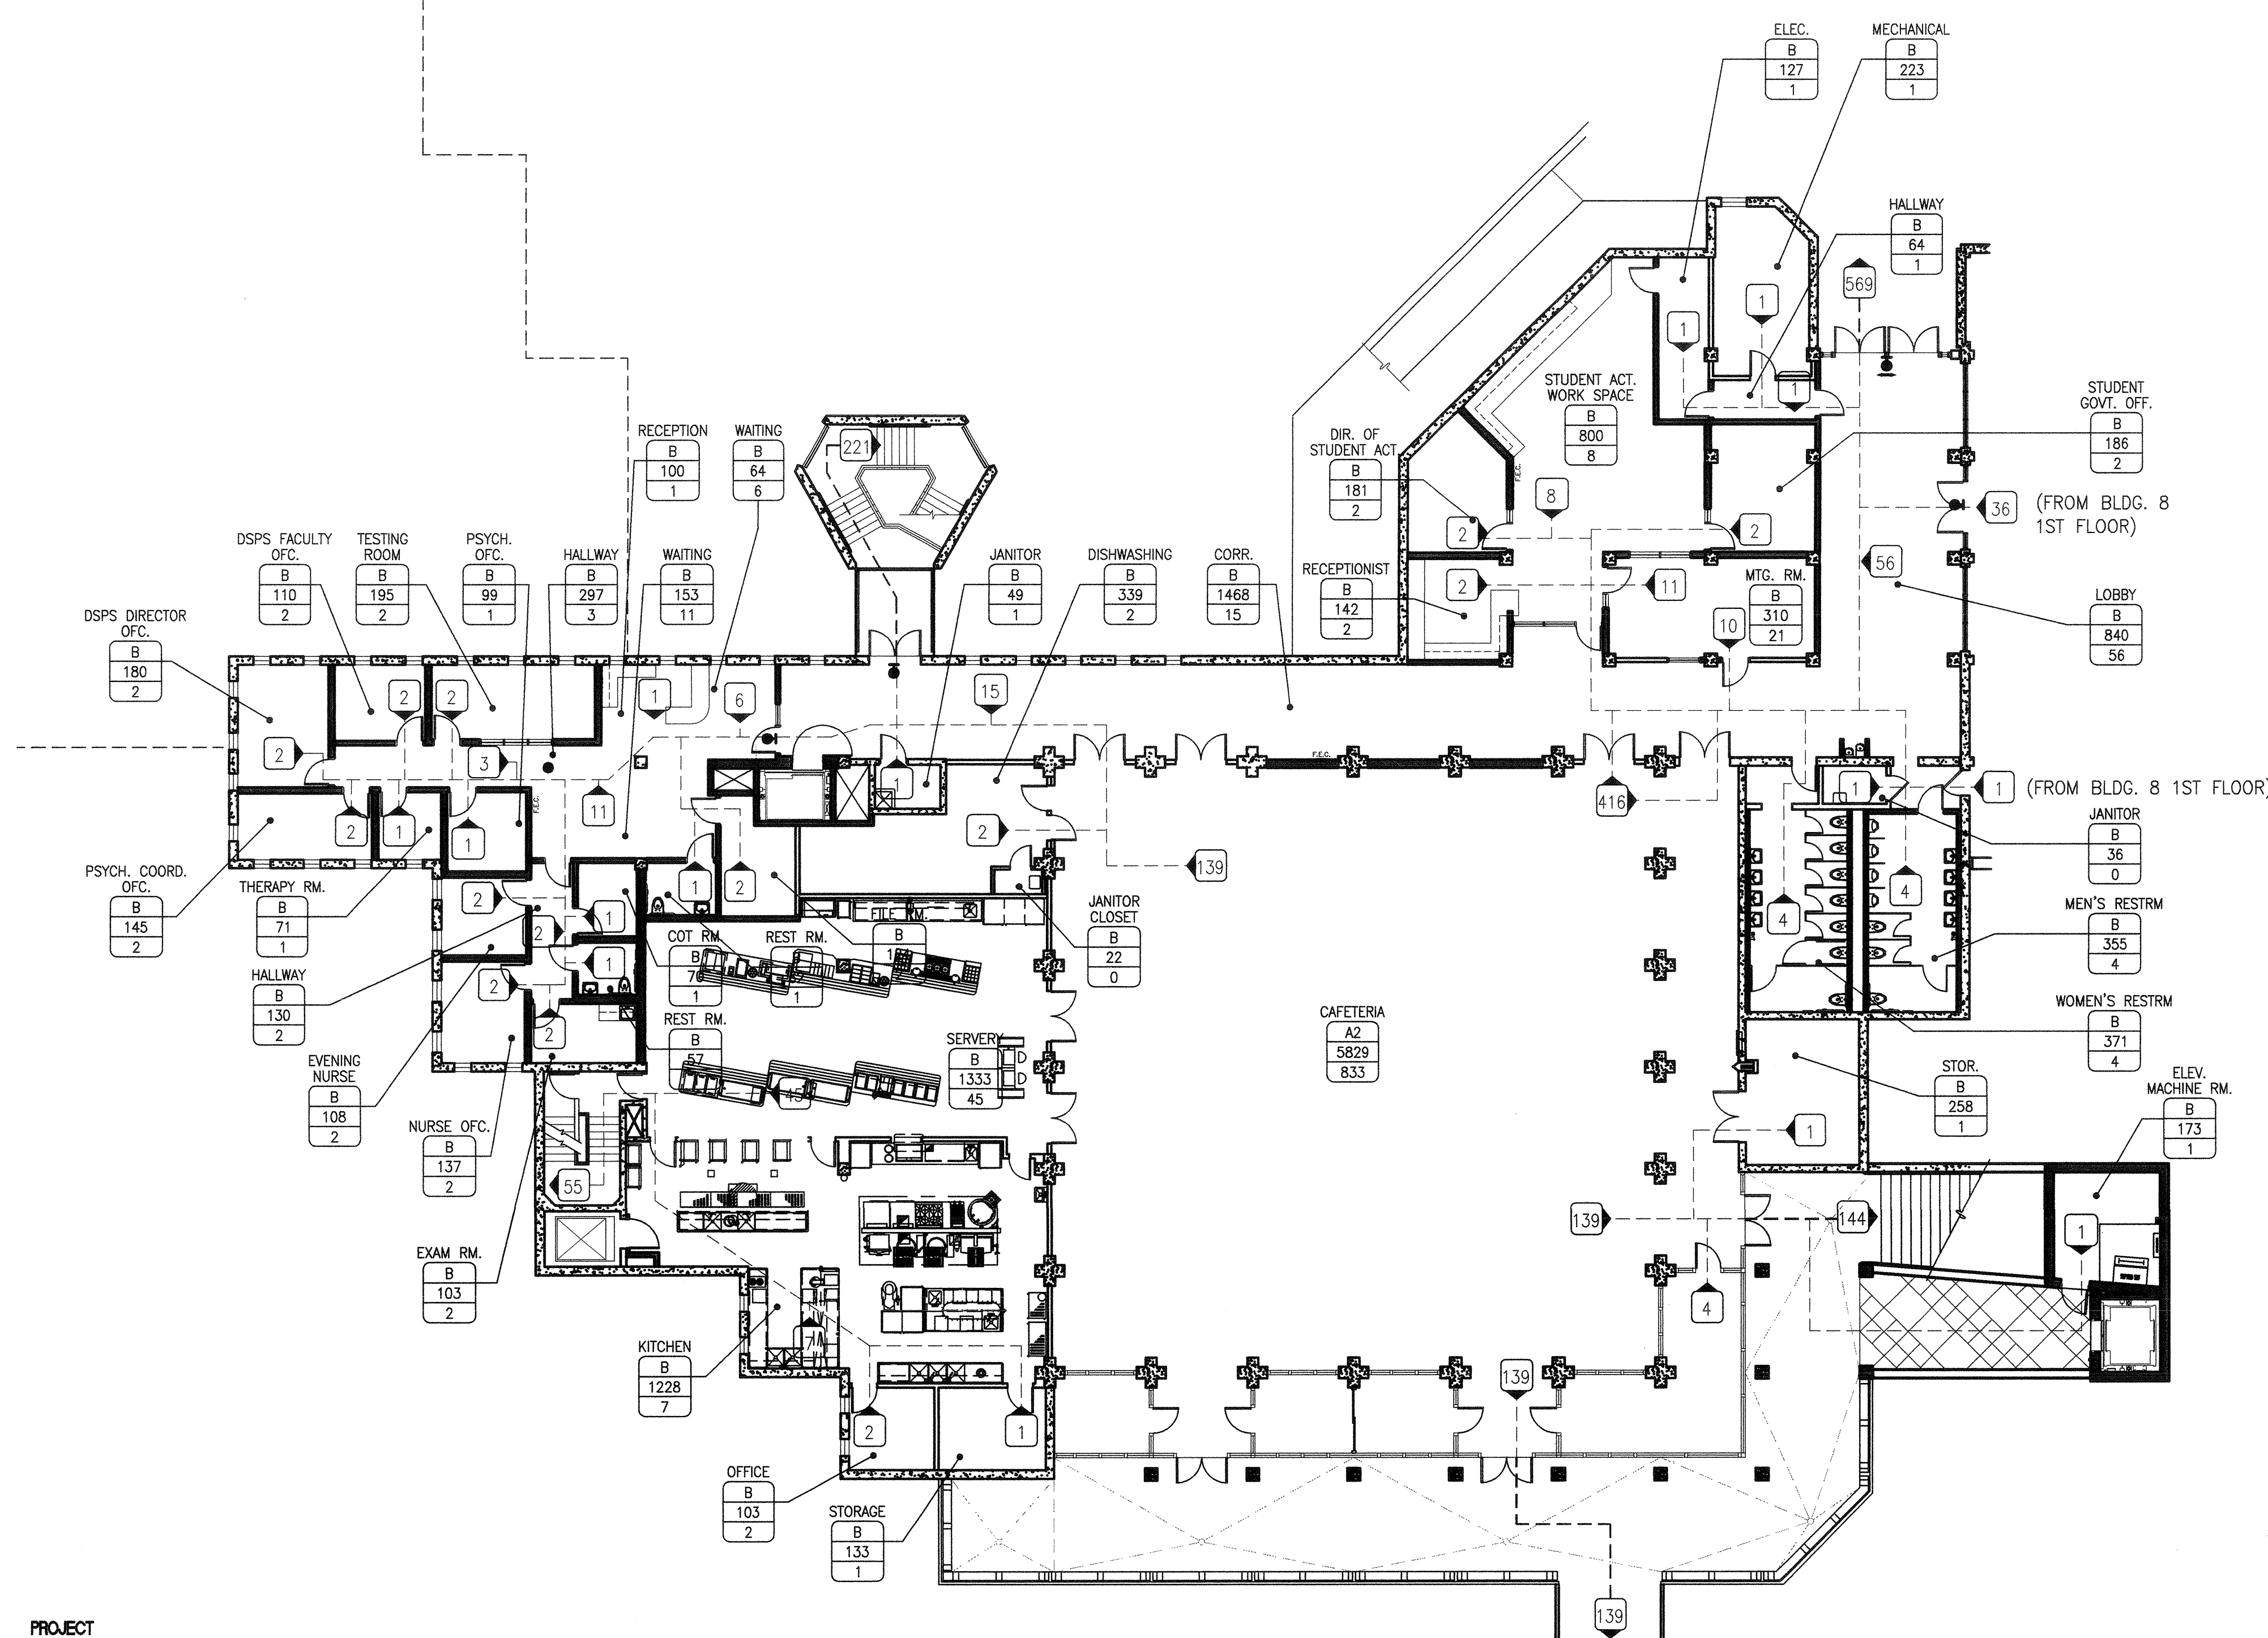 ELEC.
B
127
1
MECHANICAL
B
223
1
HALLWAY
B
64
1
569
1
1
1
STUDENT ACT.
WORK SPACE
B
800
8
STUDENT
GOVT. OFF.
B
186
2
DIR. OF
STUDENT ACT.
B
181
2
F.E.C.
RECEPTION
B
100
1
WAITING
B
64
6
221
8
2
2
36
(FROM BLDG. 8
1ST FLOOR)
DSPS FACULTY
OFC.
B
110
2
TESTING
ROOM
B
195
2
PSYCH.
OFC.
B
99
1
HALLWAY
B
297
3
WAITING
B
153
11
JANITOR
B
49
1
DISHWASHING
B
339
2
CORR.
B
1468
15
RECEPTIONIST
B
142
2
2
11
MTG. RM.
B
310
21
10
56
LOBBY
B
840
56
DSPS DIRECTOR
OFC.
B
180
2
2
2
1
6
15
2
3
11
F.E.C.
1
F.E.C.
416
1
1
(FROM BLDG. 8 1ST FLOOR)
2
1
1
2
139
JANITOR
B
36
0
PSYCH. COORD.
OFC.
B
145
2
THERAPY RM.
B
71
1
2
1
1
2
2
4
4
JANITOR
CLOSET
B
22
0
MEN'S RESTRM
B
355
4
FILE RM.
B
1
COT RM.
B
1
REST RM.
B
1
HALLWAY
B
130
2
2
1
2
WOMEN'S RESTRM
B
371
4
REST RM.
B
57
SERVERY
B
1333
45
45
CAFETERIA
A2
5829
833
EVENING
NURSE
B
108
2
STOR.
B
258
1
1
ELEV.
MACHINE RM.
B
173
1
NURSE OFC.
B
137
2
55
139
144
1
EXAM RM.
B
103
2
4
KITCHEN
B
1228
7
7
139
2
1
OFFICE
B
103
2
STORAGE
B
133
1
139
PROJECT